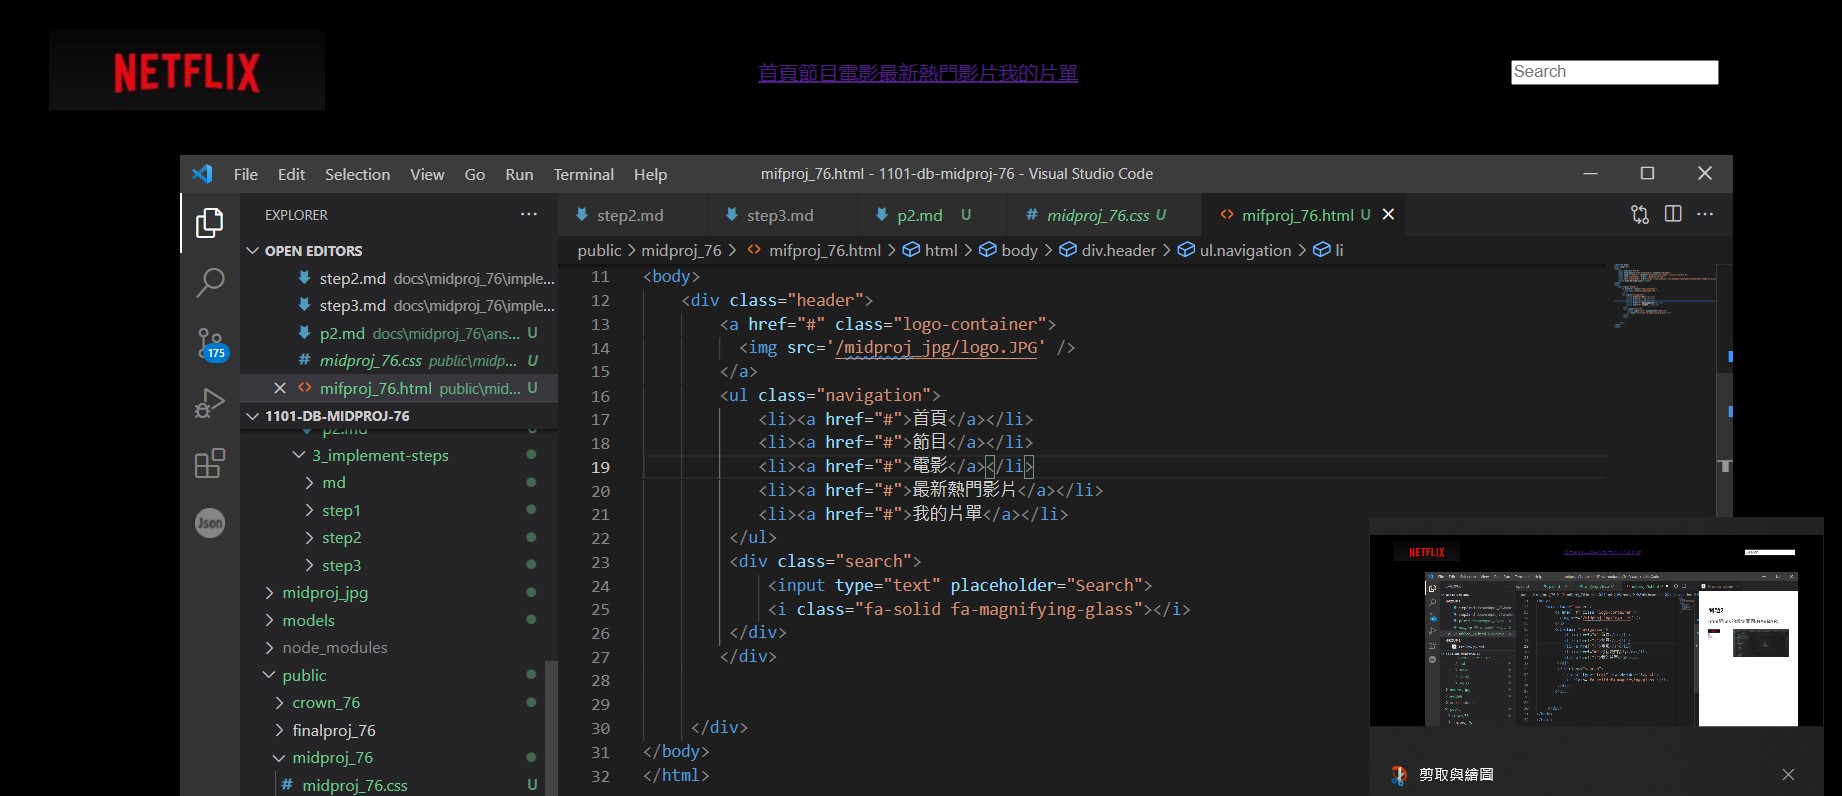 NETFLIX
首頁節目電影最新熱門影片我的片單
Search
File Edit Selection View Go Run Terminal Help
mifproj_76.html - 1101-db-midproj-76 - Visual Studio Code
EXPLORER
step2.md
step3.md
p2.md U
midproj_76.css U
mifproj_76.html U
public > midproj_76 > mifproj_76.html > html > body > div.header > ul.navigation > li
OPEN EDITORS
step2.md docs\midproj_76\imple...
step3.md docs\midproj_76\imple...
p2.md docs\midproj_76\ans... U
midproj_76.css public\midp... U
mifproj_76.html public\mid... U
175
1101-DB-MIDPROJ-76
p2.md U
3_implement-steps
md
step1
step2
step3
midproj_jpg
models
node_modules
public
crown_76
finalproj_76
midproj_76
midproj_76.css U
Json
11 <body>
12 <div class="header">
13 <a href="#" class="logo-container">
14 <img src='/midproj_jpg/logo.JPG' />
15 </a>
16 <ul class="navigation">
17 <li><a href="#">首頁</a></li>
18 <li><a href="#">節目</a></li>
19 <li><a href="#">電影</a></li>
20 <li><a href="#">最新熱門影片</a></li>
21 <li><a href="#">我的片單</a></li>
22 </ul>
23 <div class="search">
24 <input type="text" placeholder="Search">
25 <i class="fa-solid fa-magnifying-glass"></i>
26 </div>
27 </div>
28
29
30 </div>
31 </body>
32 </html>
NETFLIX
剪取與繪圖